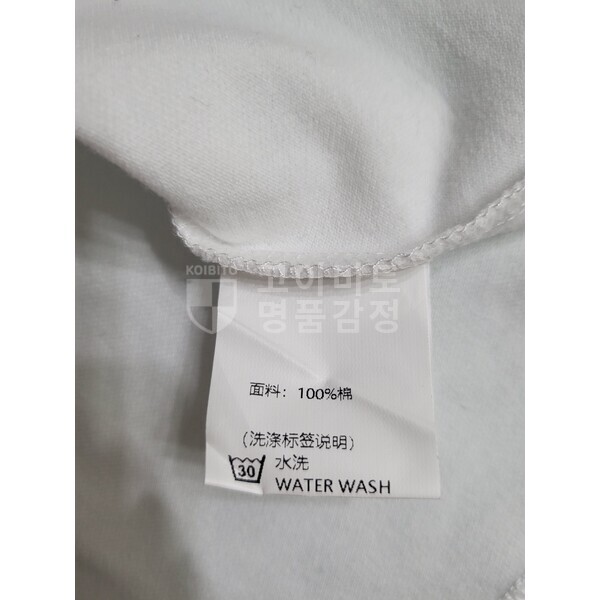 KOIBITO
고이비토
명품감정
面料：100%棉
(洗涤标签说明)
30
水洗
WATER WASH